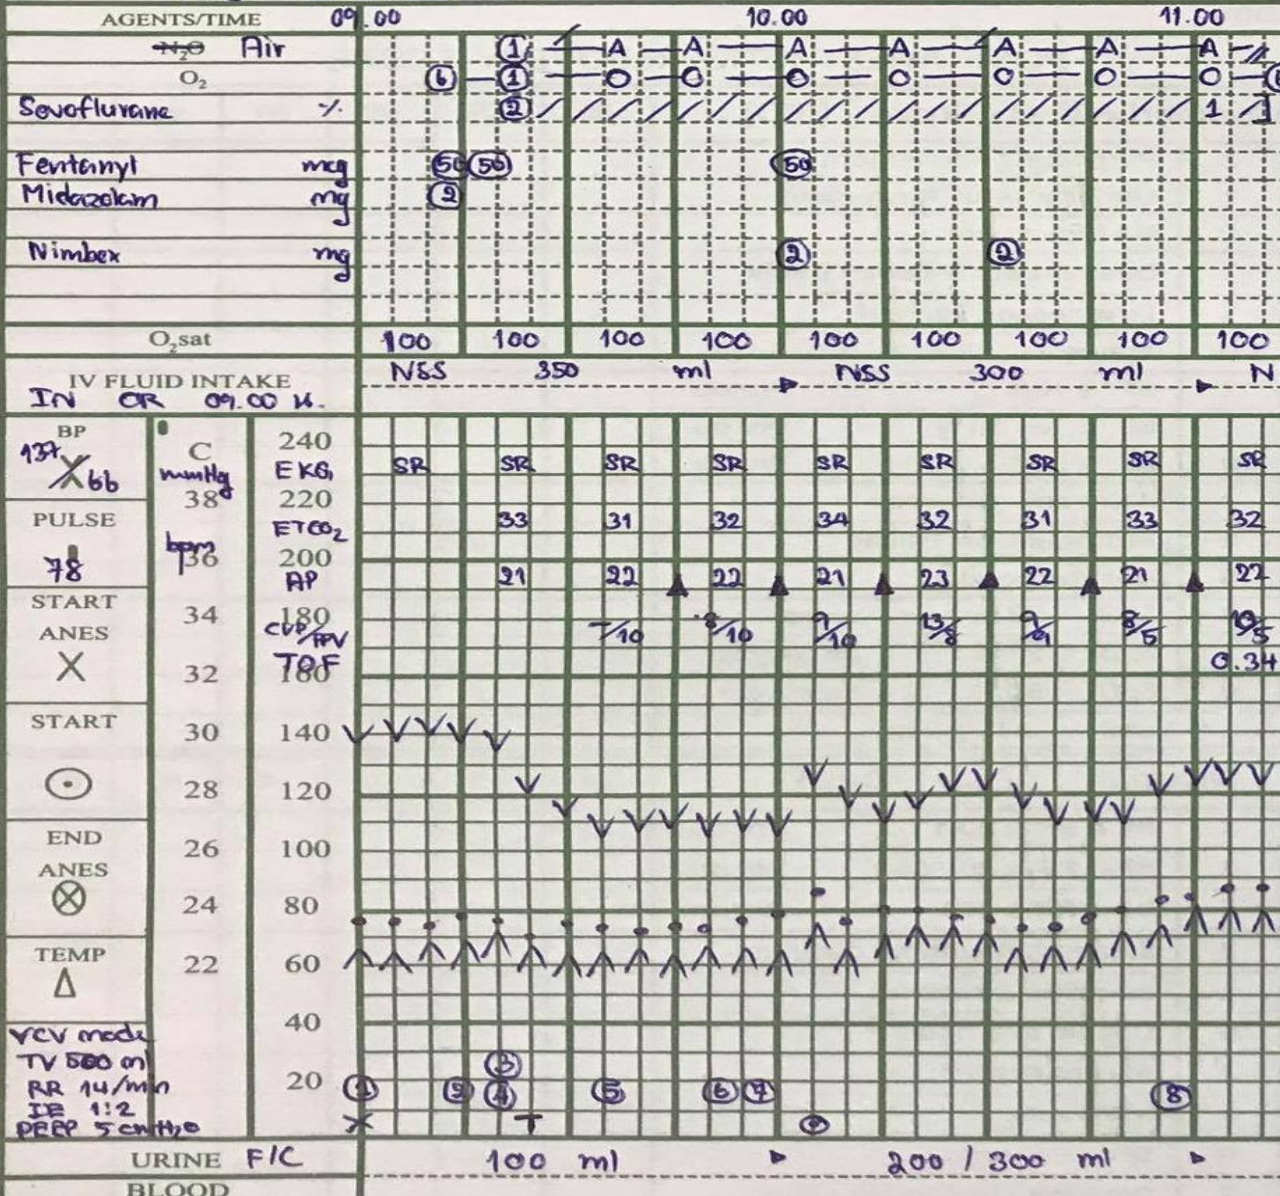 AGENTS/TIME 09.00 10.00 11.00
N₂O Air 1 A A A A A A A
O₂ 6 1 O O O O O O O
Sevoflurane % 2 1
Fentanyl mcg 50 50 50
Midazolam mg 2
Nimbex mg 2 2
O₂sat 100 100 100 100 100 100 100 100 100
IV FLUID INTAKE NSS 350 ml NSS 300 ml N
IN OR 09.00 น.
BP C 240
137/66 mmHg EKG SR SR SR SR SR SR SR SR SR
38 220
PULSE ETCO₂ 33 31 32 34 32 31 33 32
78 bpm 36 200
AP 21 22 22 21 23 22 21 22
START 34 180
ANES CVP/PPV 7/10 8/10 9/10 13/8 9/9 8/5 10/5
X TOF 0.34
32 160
START 30 140
28 120
END 26 100
ANES
24 80
TEMP 22 60
Δ
40
VCV mode
TV 500 ml 3
RR 14/min 20 1 2 4 5 6 7 8
IE 1:2
PEEP 5 cmH₂O X T
URINE F/C 100 ml 200 / 300 ml
BLOOD